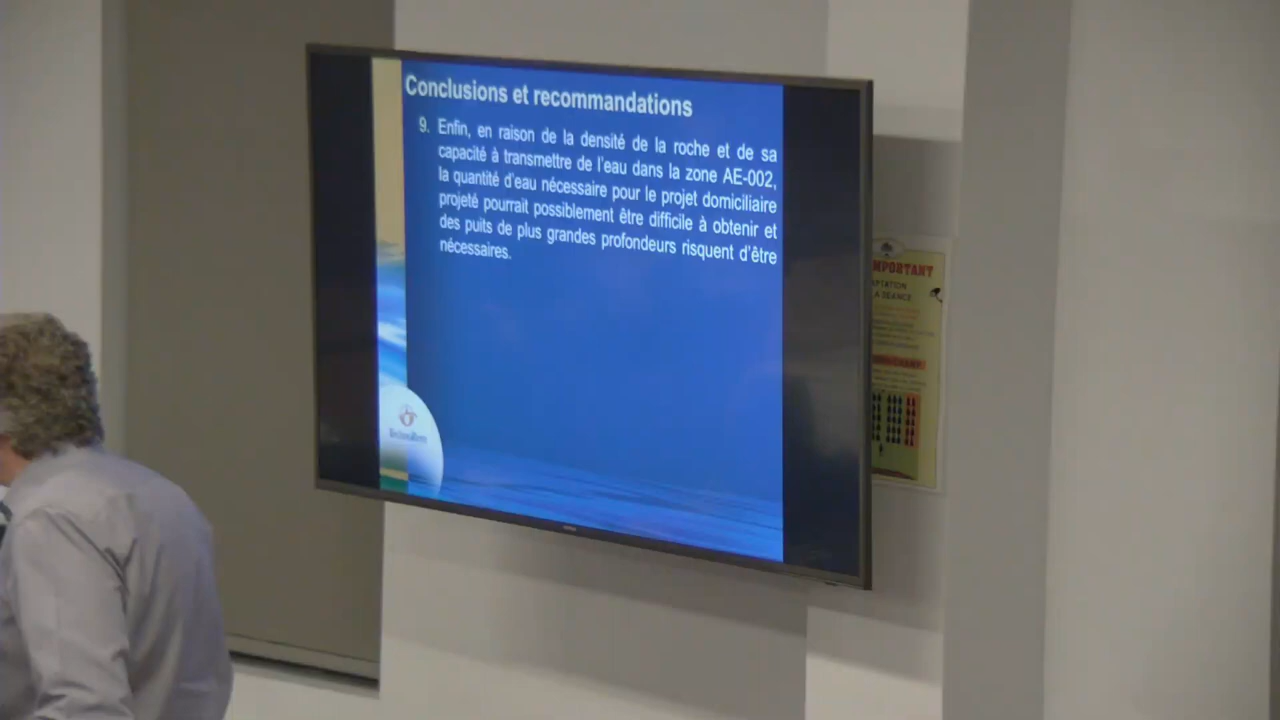 Conclusions et recommandations
9. Enfin, en raison de la densité de la roche et de sa
capacité à transmettre de l'eau dans la zone AE-002,
la quantité d'eau nécessaire pour le projet domiciliaire
projeté pourrait possiblement être difficile à obtenir et
des puits de plus grandes profondeurs risquent d'être
nécessaires.
MPORTANT